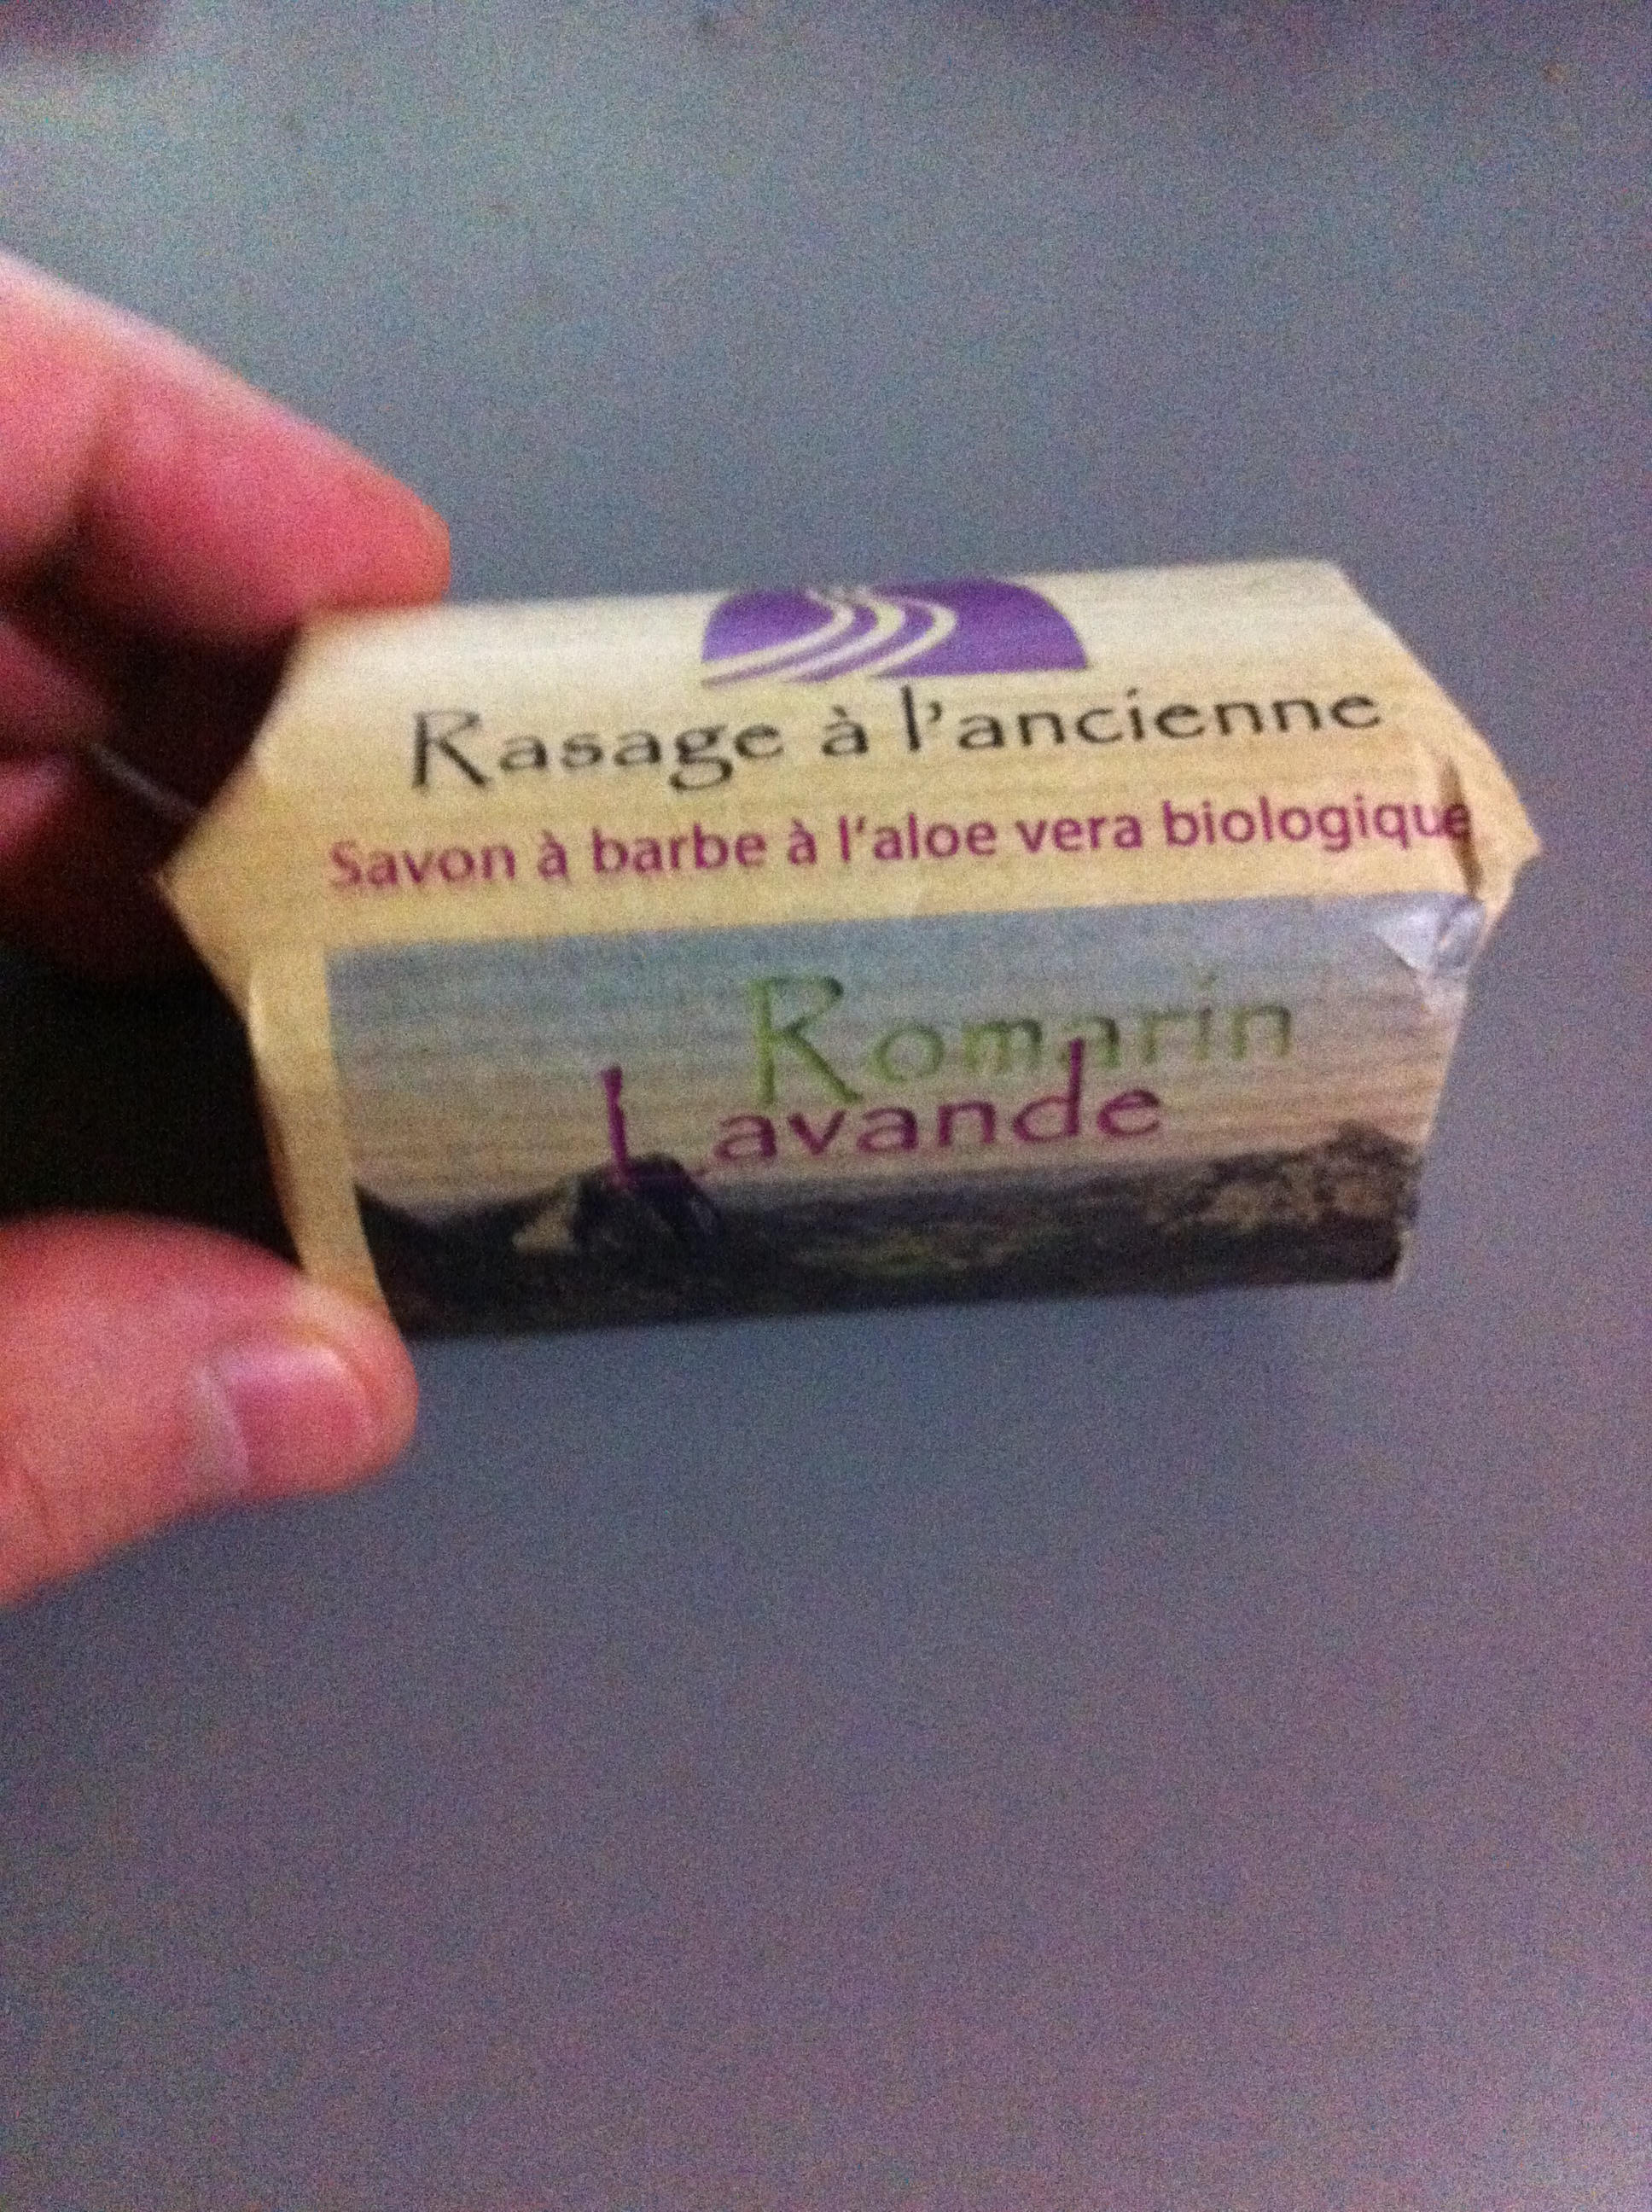 Rasage à l'ancienne
Savon à barbe à l'aloe vera biologique
Romarin
Lavande